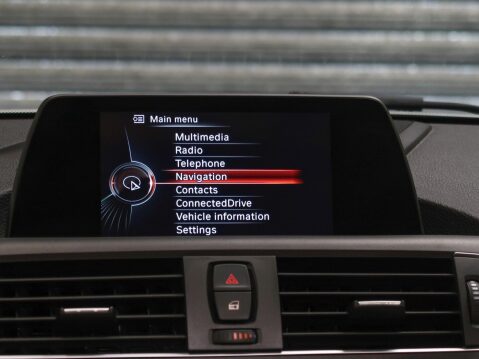 Main menu
Multimedia
Radio
Telephone
Navigation
Contacts
ConnectedDrive
Vehicle information
Settings